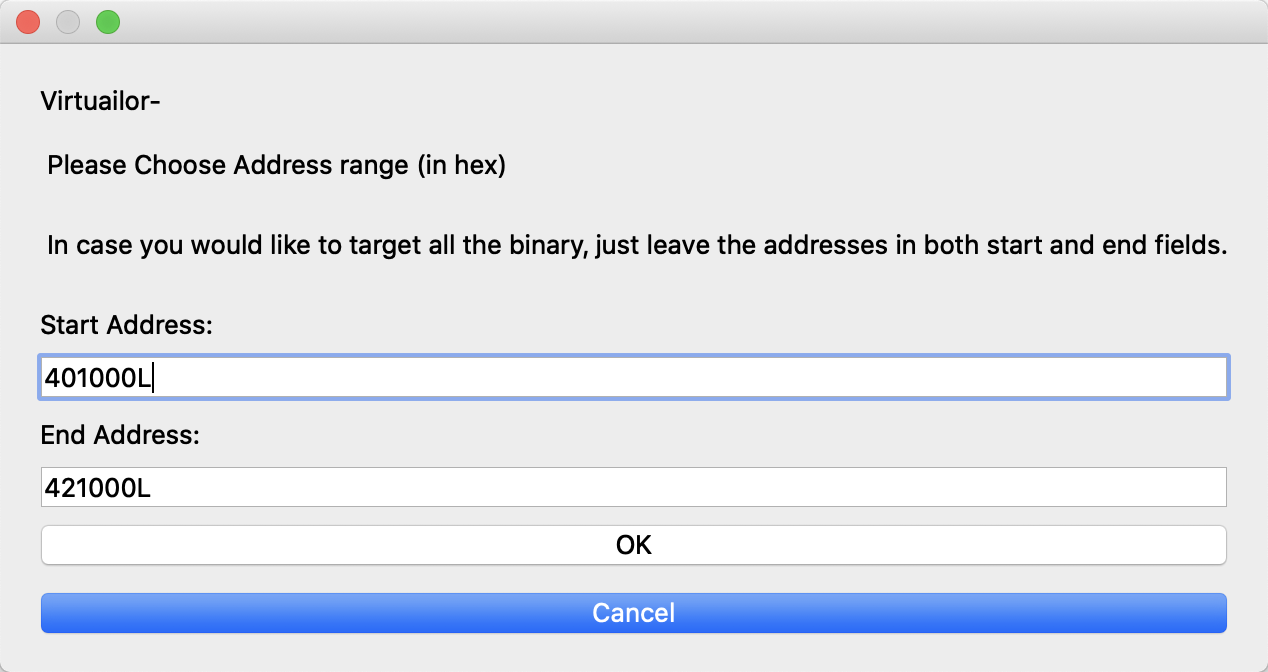 Virtuailor-
Please Choose Address range (in hex)
In case you would like to target all the binary, just leave the addresses in both start and end fields.
Start Address:
401000L
End Address:
421000L
OK
Cancel